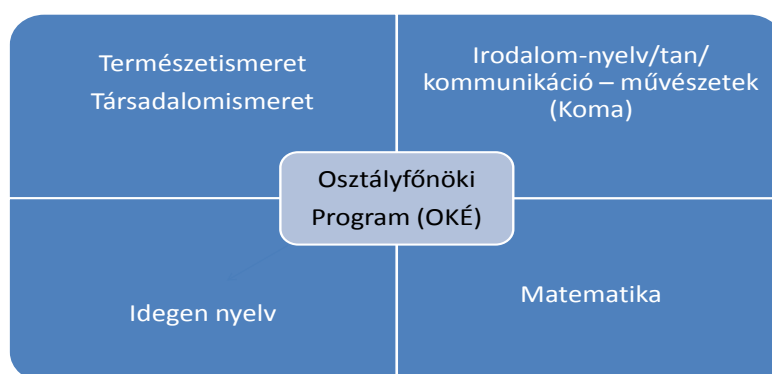 Természetismeret
Társadalomismeret
Irodalom-nyelv/tan/
kommunikáció – művészetek
(Koma)
Osztályfőnöki
Program (OKÉ)
Idegen nyelv
Matematika